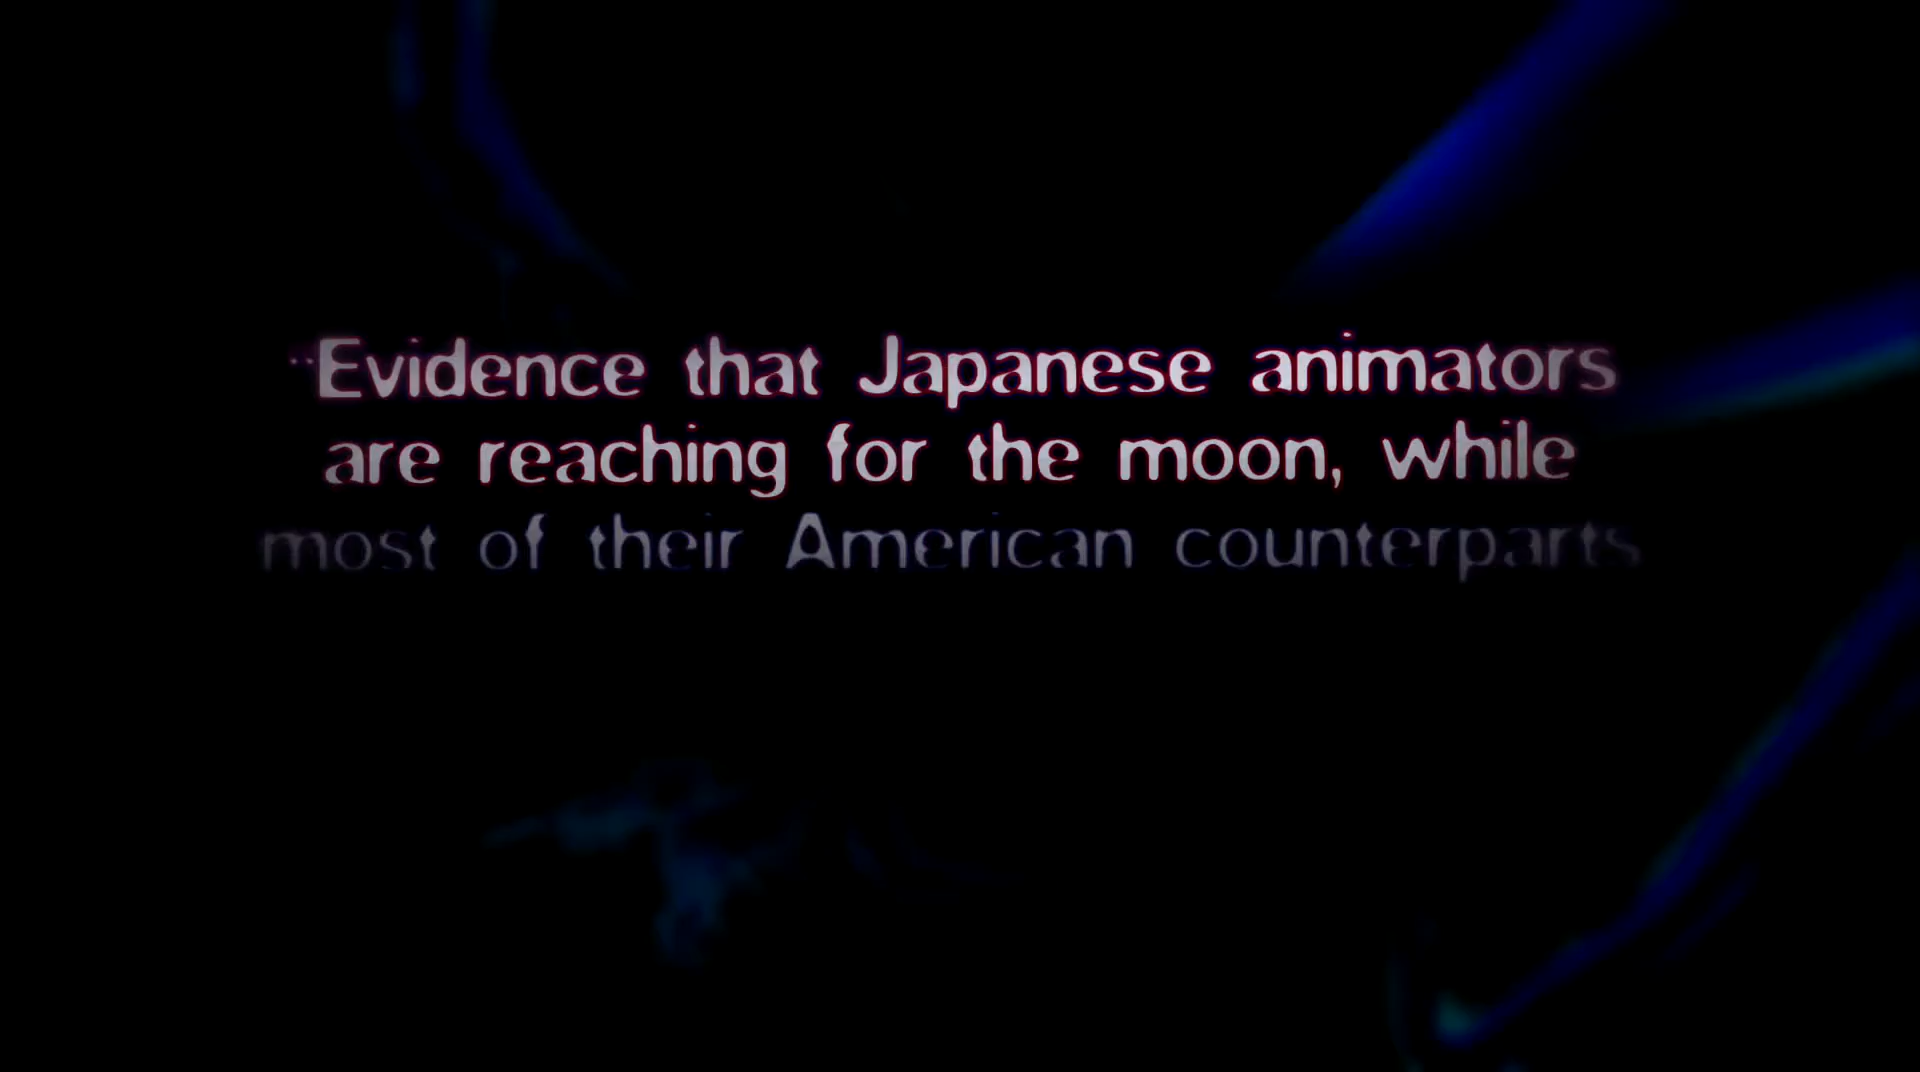 "Evidence that Japanese animators
are reaching for the moon, while
most of their American counterparts